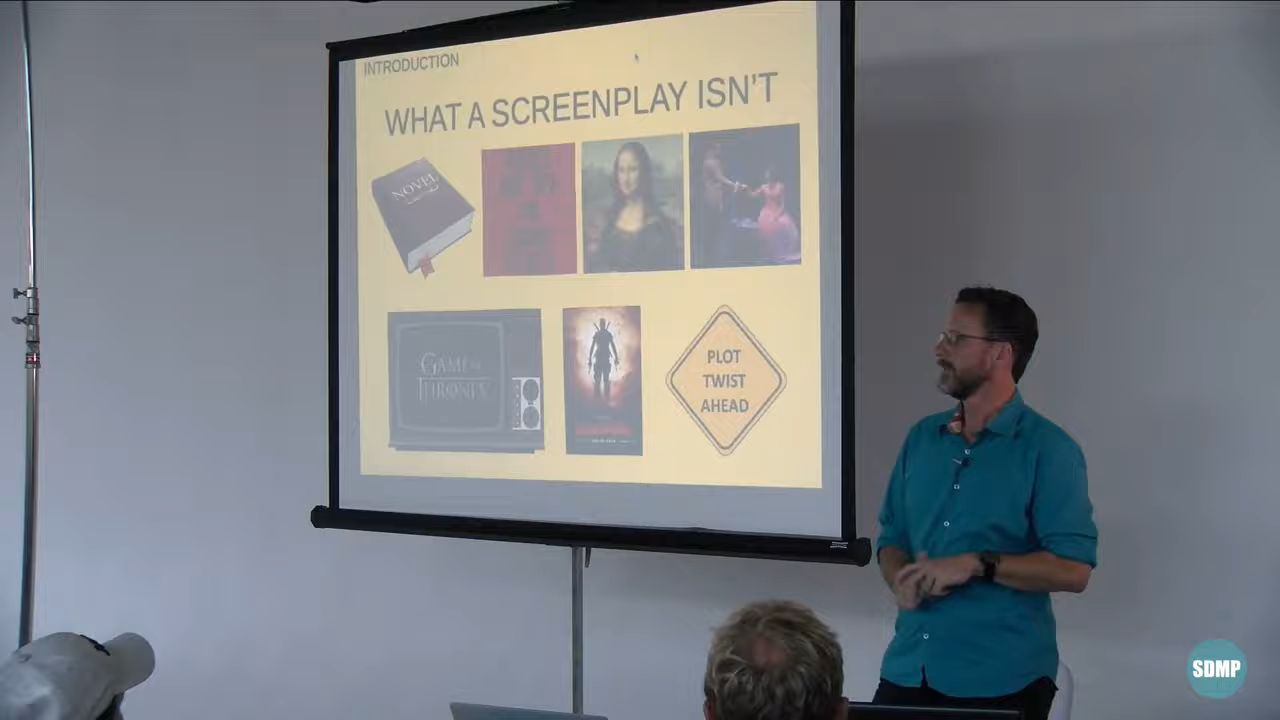 INTRODUCTION
WHAT A SCREENPLAY ISN'T
NOVEL
GAME OF
THRONES
PLOT
TWIST
AHEAD
SDMP